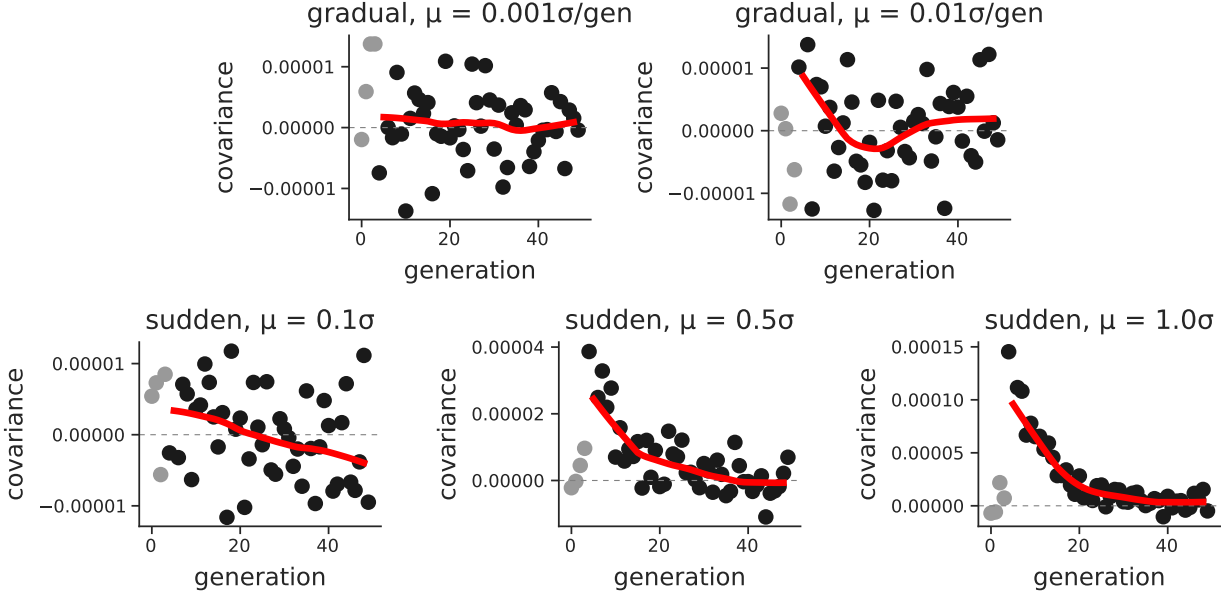 gradual, μ = 0.001σ/gen
covariance
0.00001
0.00000
−0.00001
0 20 40
generation
gradual, μ = 0.01σ/gen
covariance
0.00001
0.00000
−0.00001
0 20 40
generation
sudden, μ = 0.1σ
covariance
0.00001
0.00000
−0.00001
0 20 40
generation
sudden, μ = 0.5σ
covariance
0.00004
0.00002
0.00000
0 20 40
generation
sudden, μ = 1.0σ
covariance
0.00015
0.00010
0.00005
0.00000
0 20 40
generation